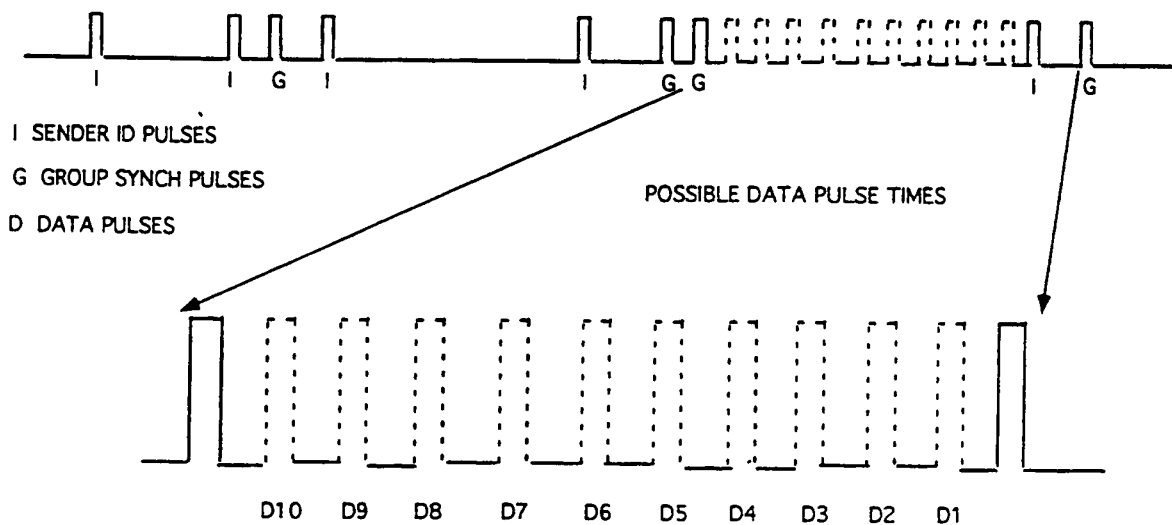 I I G I I G G I G
I SENDER ID PULSES
G GROUP SYNCH PULSES
D DATA PULSES
POSSIBLE DATA PULSE TIMES
D10 D9 D8 D7 D6 D5 D4 D3 D2 D1